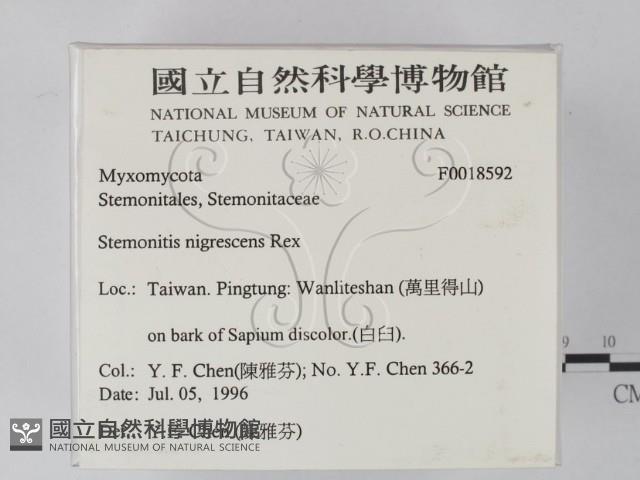 國立自然科學博物館
NATIONAL MUSEUM OF NATURAL SCIENCE
TAICHUNG, TAIWAN, R.O.CHINA
Myxomycota F0018592
Stemonitales, Stemonitaceae
Stemonitis nigrescens Rex
Loc.: Taiwan. Pingtung: Wanliteshan (萬里得山)
on bark of Sapium discolor.(白臼).
Col.: Y. F. Chen(陳雅芬); No. Y.F. Chen 366-2
Date: Jul. 05, 1996
雅芬)
國立自然科學博物館
NATIONAL MUSEUM OF NATURAL SCIENCE
9 10
CM